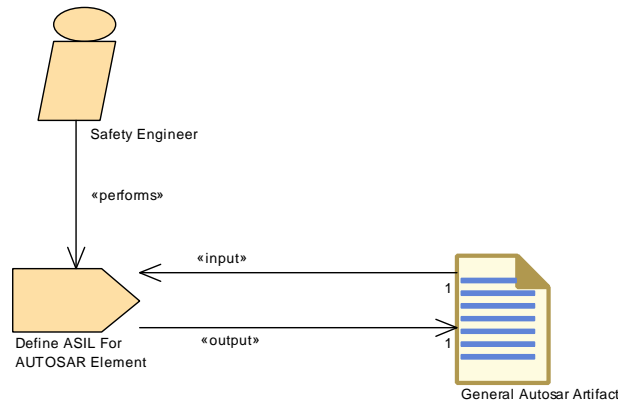 Safety Engineer
«performs»
«input»
1
1
«output»
Define ASIL For
AUTOSAR Element
General Autosar Artifact